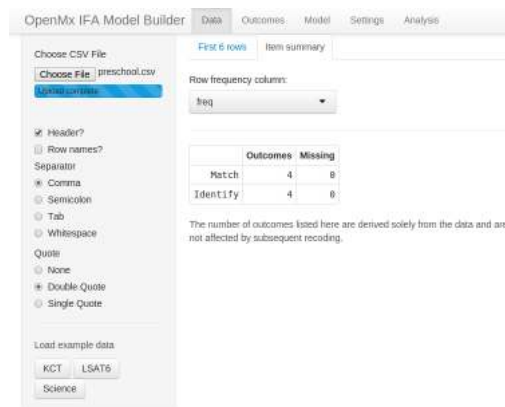 OpenMx IFA Model Builder Data Outcomes Model Settings Analysis
Choose CSV File
Choose File preschool.csv
Upload complete
Header?
Row names?
Separator
Comma
Semicolon
Tab
Whitespace
Quote
None
Double Quote
Single Quote
Load example data
KCT LSAT6
Science
First 6 rows Item summary
Row frequency column:
freq
Outcomes Missing
Match 4 0
Identify 4 0
The number of outcomes listed here are derived solely from the data and are
not affected by subsequent recoding.